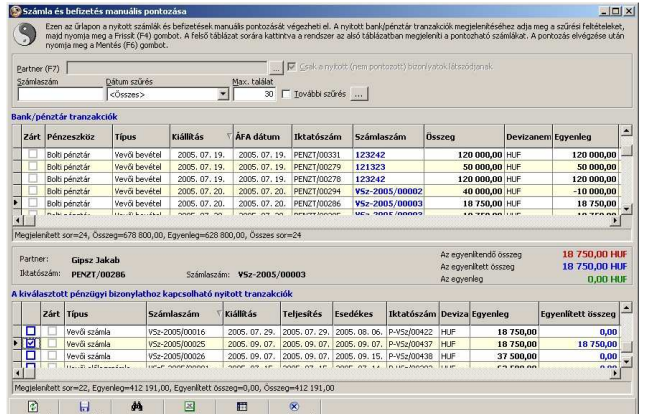 Számla és befizetés manuális pontozása
Ezen az űrlapon a nyitott számlák és befizetések manuális pontozását végezheti el. A nyitott bank/pénztár tranzakciók megjelenítéséhez adja meg a szűrési feltételeket,
majd nyomja meg a Frissít (F4) gombot. A felső táblázat sorára kattintva a rendszer az alsó táblázatban megjeleníti a pontozható számlákat. A pontozás elvégzése után
nyomja meg a Mentés (F6) gombot.
Partner (F7) ... Csak a nyitott (nem pontozott) bizonylatok látszódjanak
Számlaszám Dátum szűrés Max. találat
<Összes> 30 További szűrés ...
Bank/pénztár tranzakciók
Zárt Pénzeszköz Típus Kiállítás ÁFA dátum Iktatószám Számlaszám Összeg Devizanem Egyenleg
Bolti pénztár Vevői bevétel 2005. 07. 19. 2005. 07. 19. PENZT/00331 123242 120 000,00 HUF 120 000,00
Bolti pénztár Vevői bevétel 2005. 07. 19. 2005. 07. 19. PENZT/00279 121323 50 000,00 HUF 50 000,00
Bolti pénztár Vevői bevétel 2005. 07. 19. 2005. 07. 19. PENZT/00278 123242 120 000,00 HUF 120 000,00
Bolti pénztár Vevői bevétel 2005. 07. 20. 2005. 07. 20. PENZT/00294 VSz-2005/00002 40 000,00 HUF -10 000,00
Bolti pénztár Vevői bevétel 2005. 07. 20. 2005. 07. 20. PENZT/00286 VSz-2005/00003 18 750,00 HUF 18 750,00
Megjelenített sor=24, Összeg=678 800,00, Egyenleg=628 800,00, Összes sor=24
Partner: Gipsz Jakab
Iktatószám: PENZT/00286 Számlaszám: VSz-2005/00003
Az egyenlítendő összeg 18 750,00 HUF
Az egyenlített összeg 18 750,00 HUF
Az egyenleg 0,00 HUF
A kiválasztott pénzügyi bizonylathoz kapcsolható nyitott tranzakciók
Zárt Típus Számlaszám Kiállítás Teljesítés Esedékes Iktatószám Deviza Egyenleg Egyenlített összeg
Vevői számla VSz-2005/00016 2005. 07. 29. 2005. 07. 29. 2005. 08. 06. P-VSz/00422 HUF 18 750,00 0,00
Vevői számla VSz-2005/00025 2005. 09. 07. 2005. 09. 07. 2005. 09. 07. P-VSz/00437 HUF 18 750,00 18 750,00
Vevői számla VSz-2005/00026 2005. 09. 07. 2005. 09. 07. 2005. 09. 15. P-VSz/00438 HUF 37 500,00 0,00
Megjelenített sor=22, Egyenleg=412 191,00, Egyenlített összeg=0,00, Összeg=412 191,00